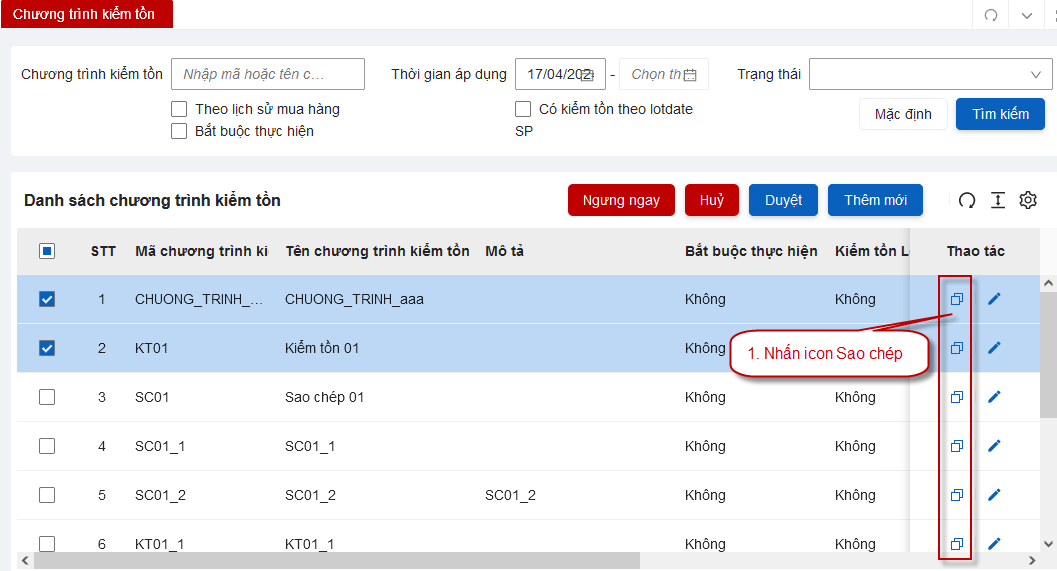 Chương trình kiểm tồn
Chương trình kiểm tồn Nhập mã hoặc tên c… Thời gian áp dụng 17/04/202 - Chọn th Trạng thái
Theo lịch sử mua hàng Có kiểm tồn theo lotdate
Bắt buộc thực hiện SP Mặc định Tìm kiếm
Danh sách chương trình kiểm tồn Ngưng ngay Huỷ Duyệt Thêm mới
STT Mã chương trình ki Tên chương trình kiểm tồn Mô tả Bắt buộc thực hiện Kiểm tồn L Thao tác
1 CHUONG_TRINH_… CHUONG_TRINH_aaa Không Không
2 KT01 Kiểm tồn 01 Không
1. Nhấn icon Sao chép
3 SC01 Sao chép 01 Không Không
4 SC01_1 SC01_1 Không Không
5 SC01_2 SC01_2 SC01_2 Không Không
6 KT01_1 KT01_1 Không Không